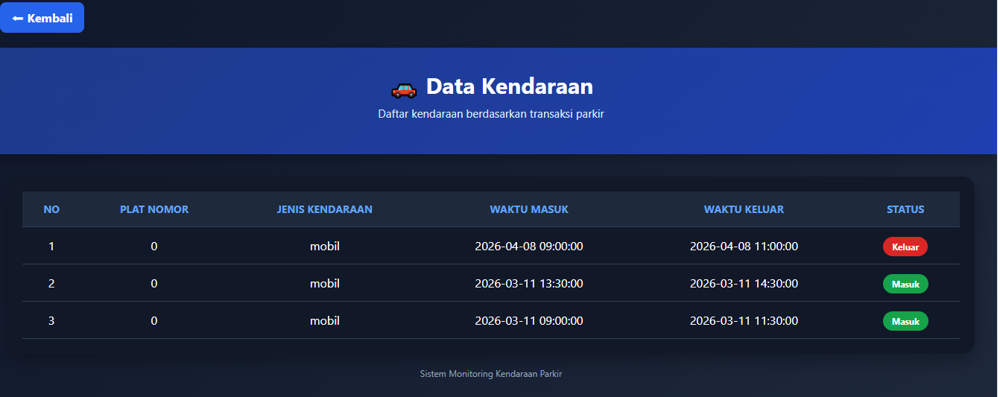 ⬅ Kembali
🚗 Data Kendaraan
Daftar kendaraan berdasarkan transaksi parkir
NO PLAT NOMOR JENIS KENDARAAN WAKTU MASUK WAKTU KELUAR STATUS
1 0 mobil 2026-04-08 09:00:00 2026-04-08 11:00:00 Keluar
2 0 mobil 2026-03-11 13:30:00 2026-03-11 14:30:00 Masuk
3 0 mobil 2026-03-11 09:00:00 2026-03-11 11:30:00 Masuk
Sistem Monitoring Kendaraan Parkir